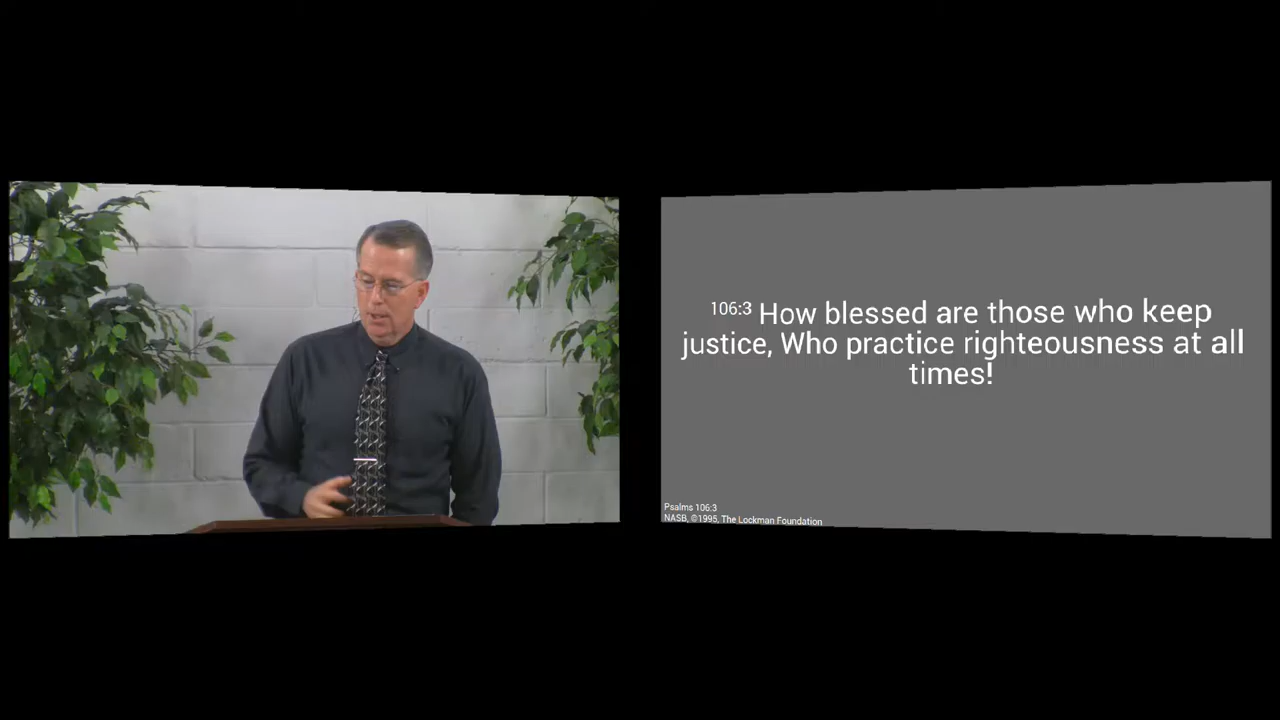 106:3 How blessed are those who keep
justice, Who practice righteousness at all
times!
Psalms 106:3
NASB, ©1995, The Lockman Foundation